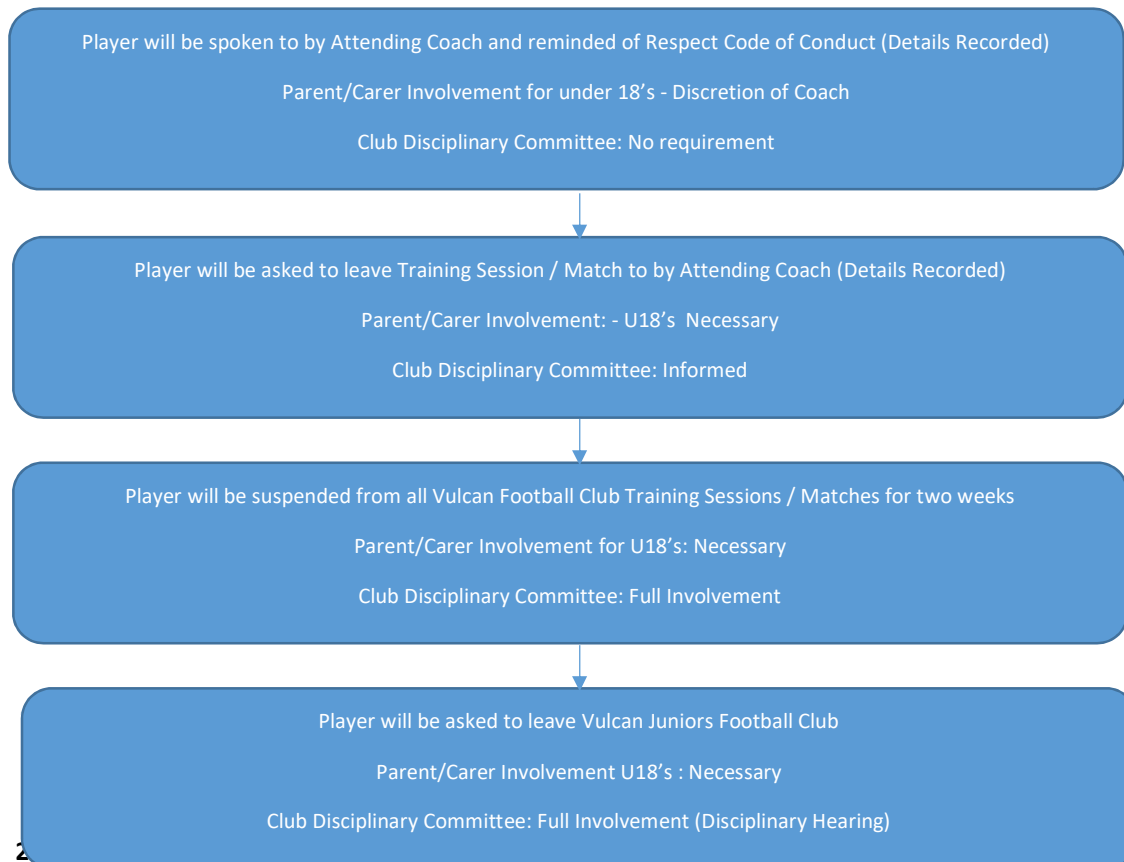 Player will be spoken to by Attending Coach and reminded of Respect Code of Conduct (Details Recorded)
Parent/Carer Involvement for under 18’s - Discretion of Coach
Club Disciplinary Committee: No requirement
Player will be asked to leave Training Session / Match to by Attending Coach (Details Recorded)
Parent/Carer Involvement: - U18’s  Necessary
Club Disciplinary Committee: Informed
Player will be suspended from all Vulcan Football Club Training Sessions / Matches for two weeks
Parent/Carer Involvement for U18’s: Necessary
Club Disciplinary Committee: Full Involvement
Player will be asked to leave Vulcan Juniors Football Club
Parent/Carer Involvement U18’s : Necessary
Club Disciplinary Committee: Full Involvement (Disciplinary Hearing)